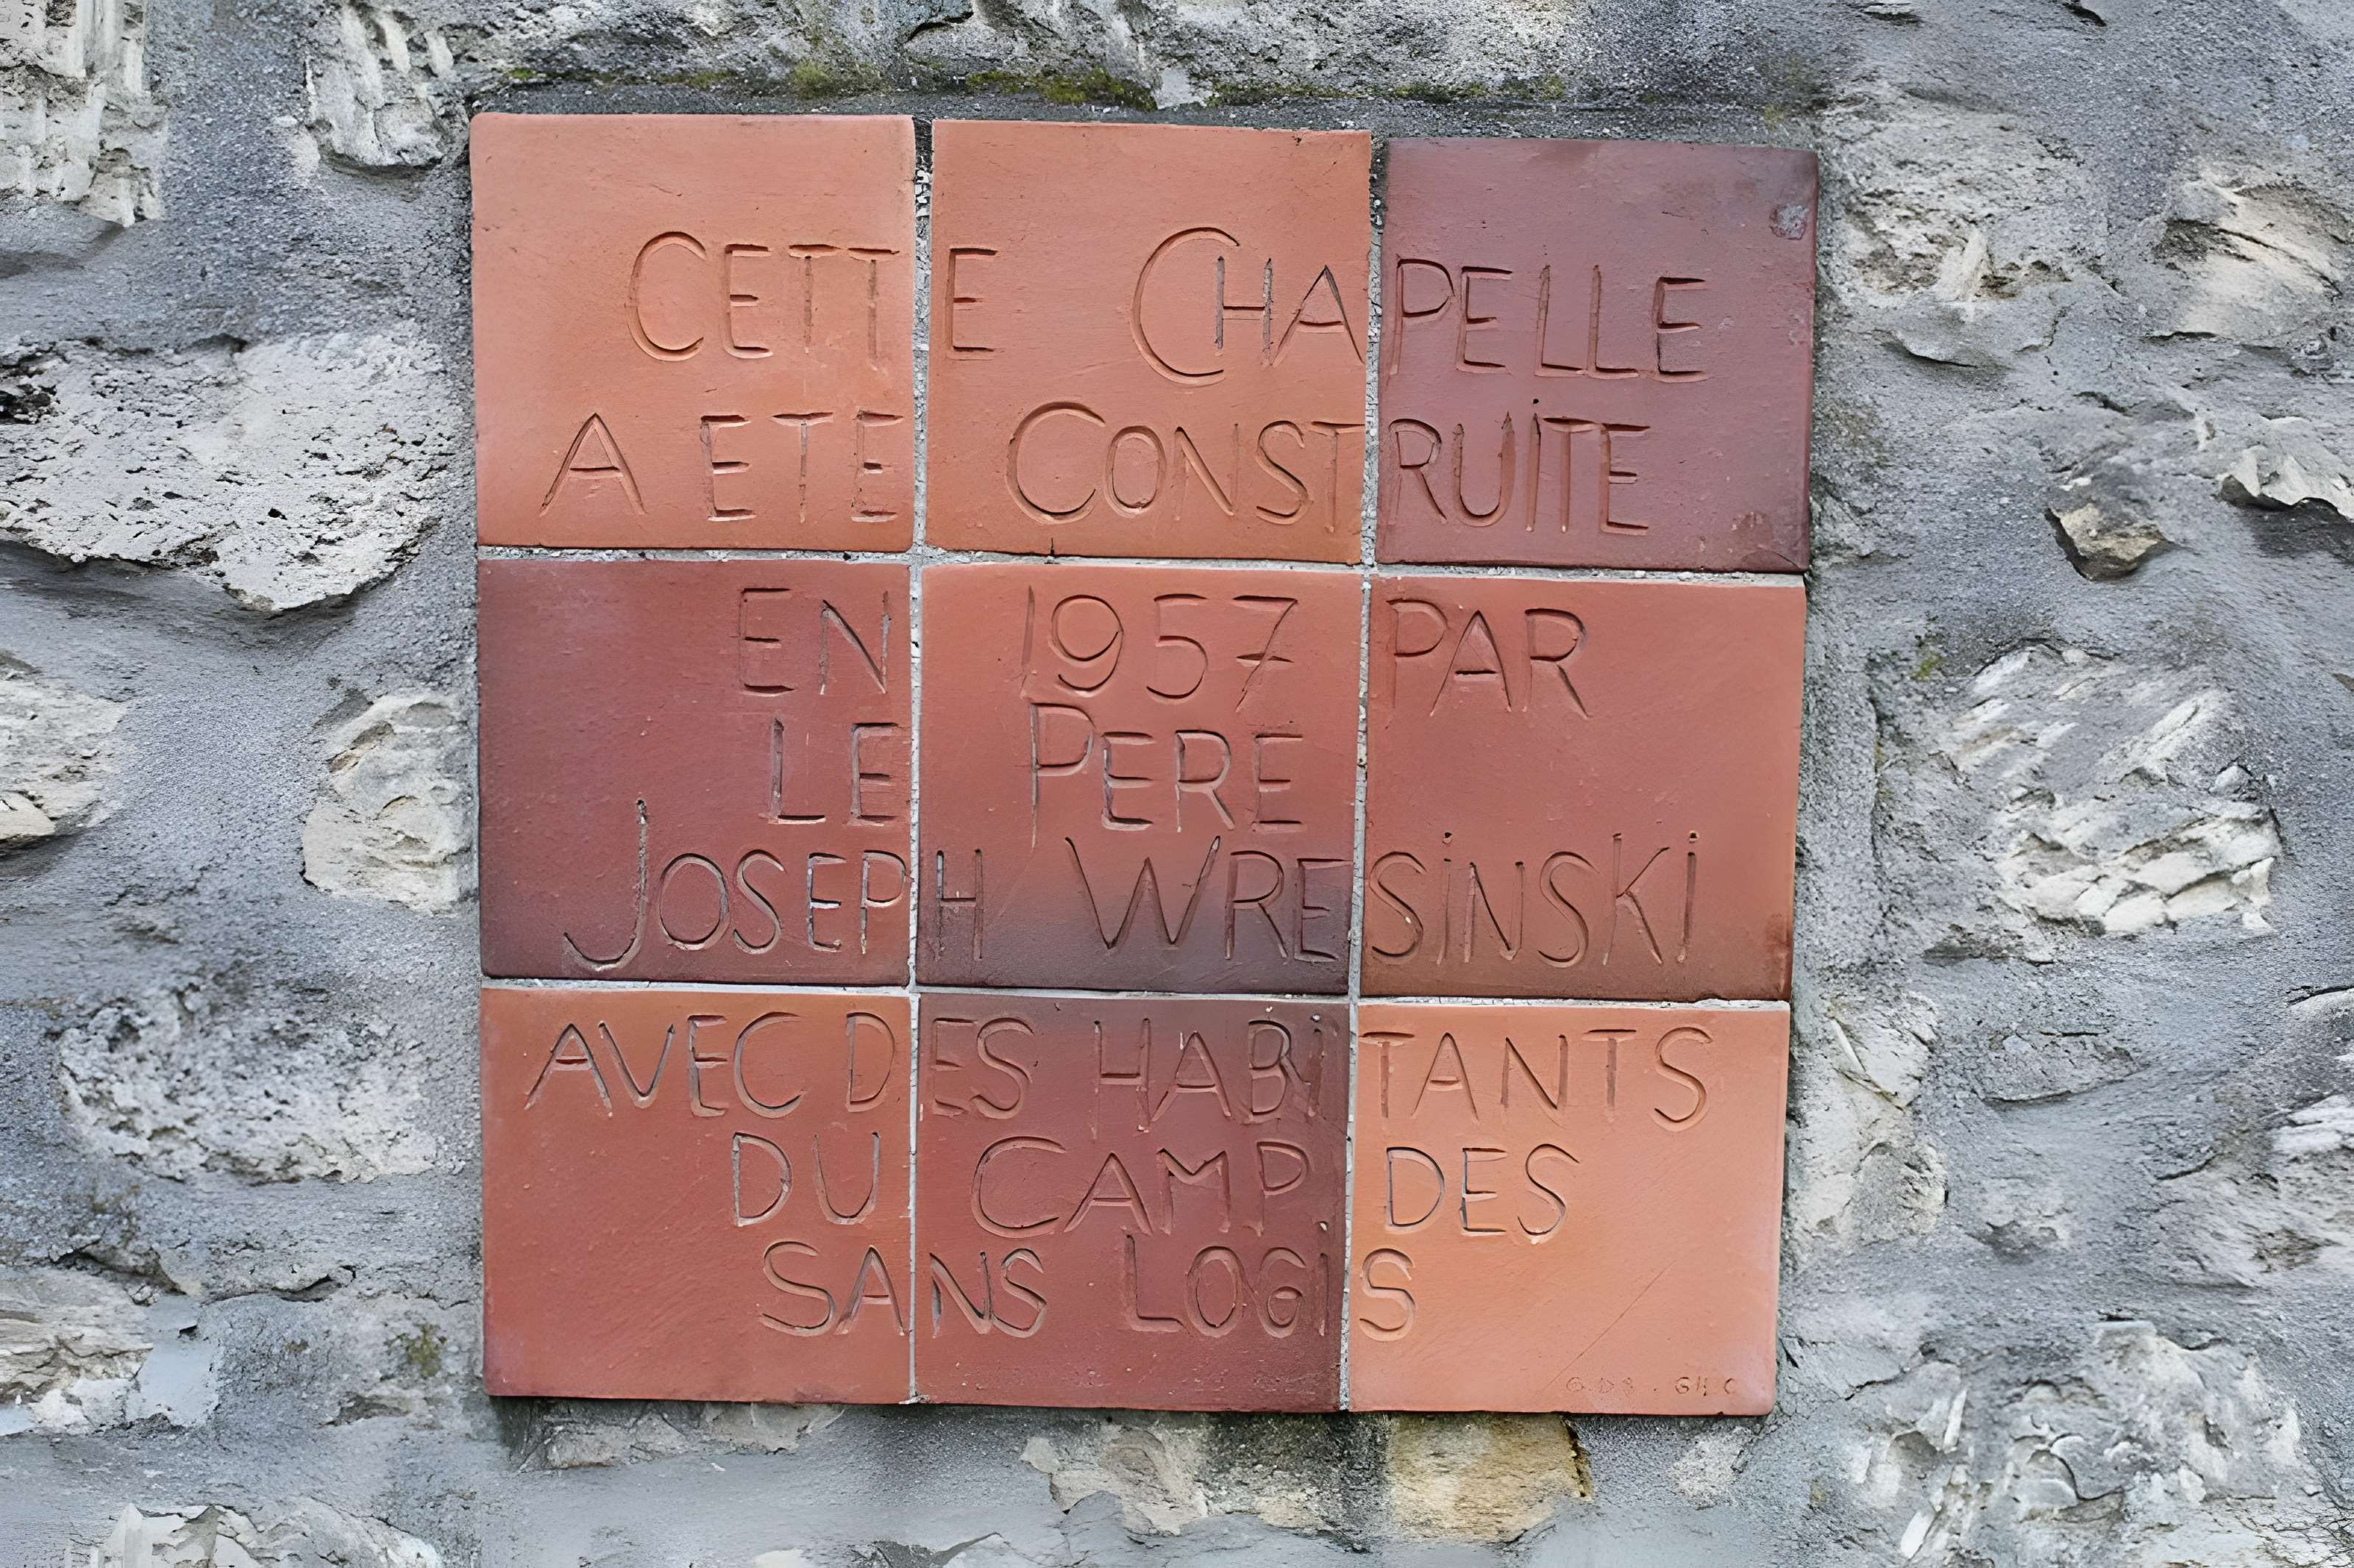 CETTE CHAPELLE
A ETE CONSTRUITE
EN 1957 PAR
LE PERE
JOSEPH WRESINSKI
AVEC DES HABITANTS
DU CAMP DES
SANS LOGIS